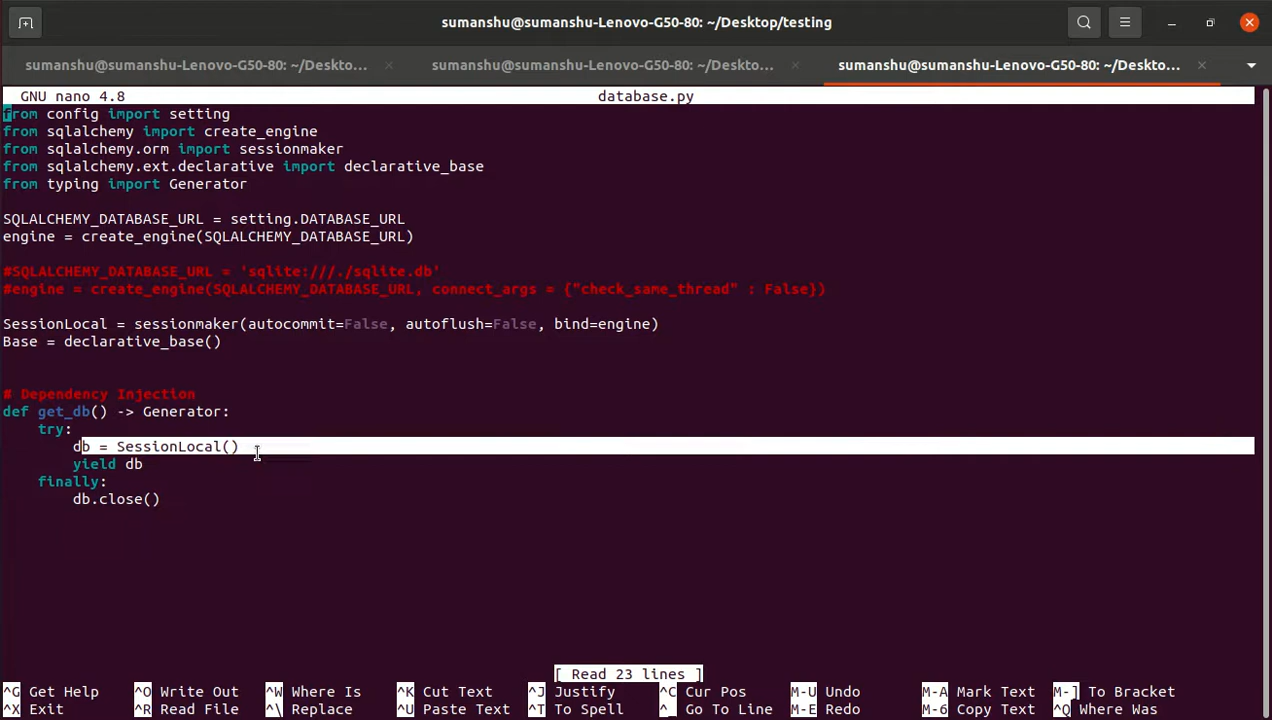 sumanshu@sumanshu-Lenovo-G50-80: ~/Desktop/testing
sumanshu@sumanshu-Lenovo-G50-80: ~/Deskto... sumanshu@sumanshu-Lenovo-G50-80: ~/Deskto... sumanshu@sumanshu-Lenovo-G50-80: ~/Deskto...
GNU nano 4.8 database.py
from config import setting
from sqlalchemy import create_engine
from sqlalchemy.orm import sessionmaker
from sqlalchemy.ext.declarative import declarative_base
from typing import Generator
SQLALCHEMY_DATABASE_URL = setting.DATABASE_URL
engine = create_engine(SQLALCHEMY_DATABASE_URL)
#SQLALCHEMY_DATABASE_URL = 'sqlite:///./sqlite.db'
#engine = create_engine(SQLALCHEMY_DATABASE_URL, connect_args = {"check_same_thread" : False})
SessionLocal = sessionmaker(autocommit=False, autoflush=False, bind=engine)
Base = declarative_base()
# Dependency Injection
def get_db() -> Generator:
    try:
        db = SessionLocal()
        yield db
    finally:
        db.close()
[ Read 23 lines ]
^G Get Help ^O Write Out ^W Where Is ^K Cut Text ^J Justify ^C Cur Pos M-U Undo M-A Mark Text M-] To Bracket
^X Exit ^R Read File ^\ Replace ^U Paste Text ^T To Spell ^_ Go To Line M-E Redo M-6 Copy Text ^Q Where Was